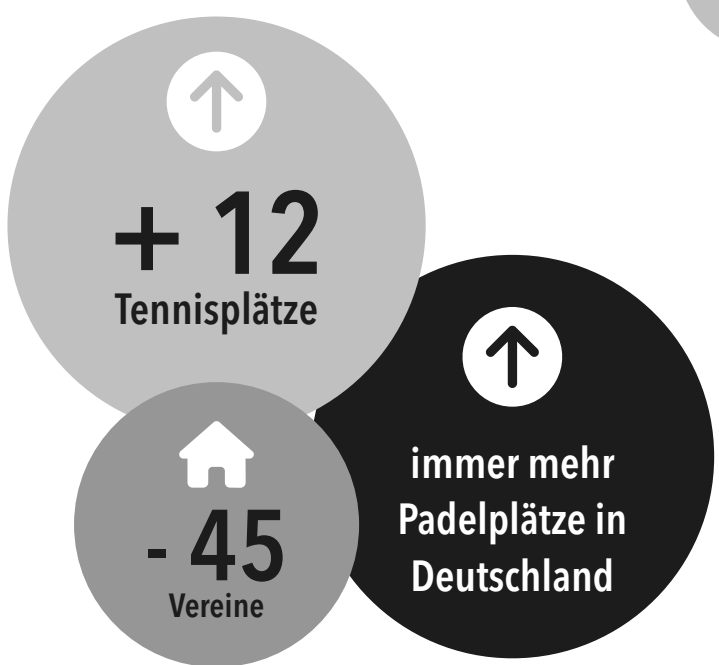 + 12
Tennisplätze
immer mehr
Padelplätze in
Deutschland
- 45
Vereine